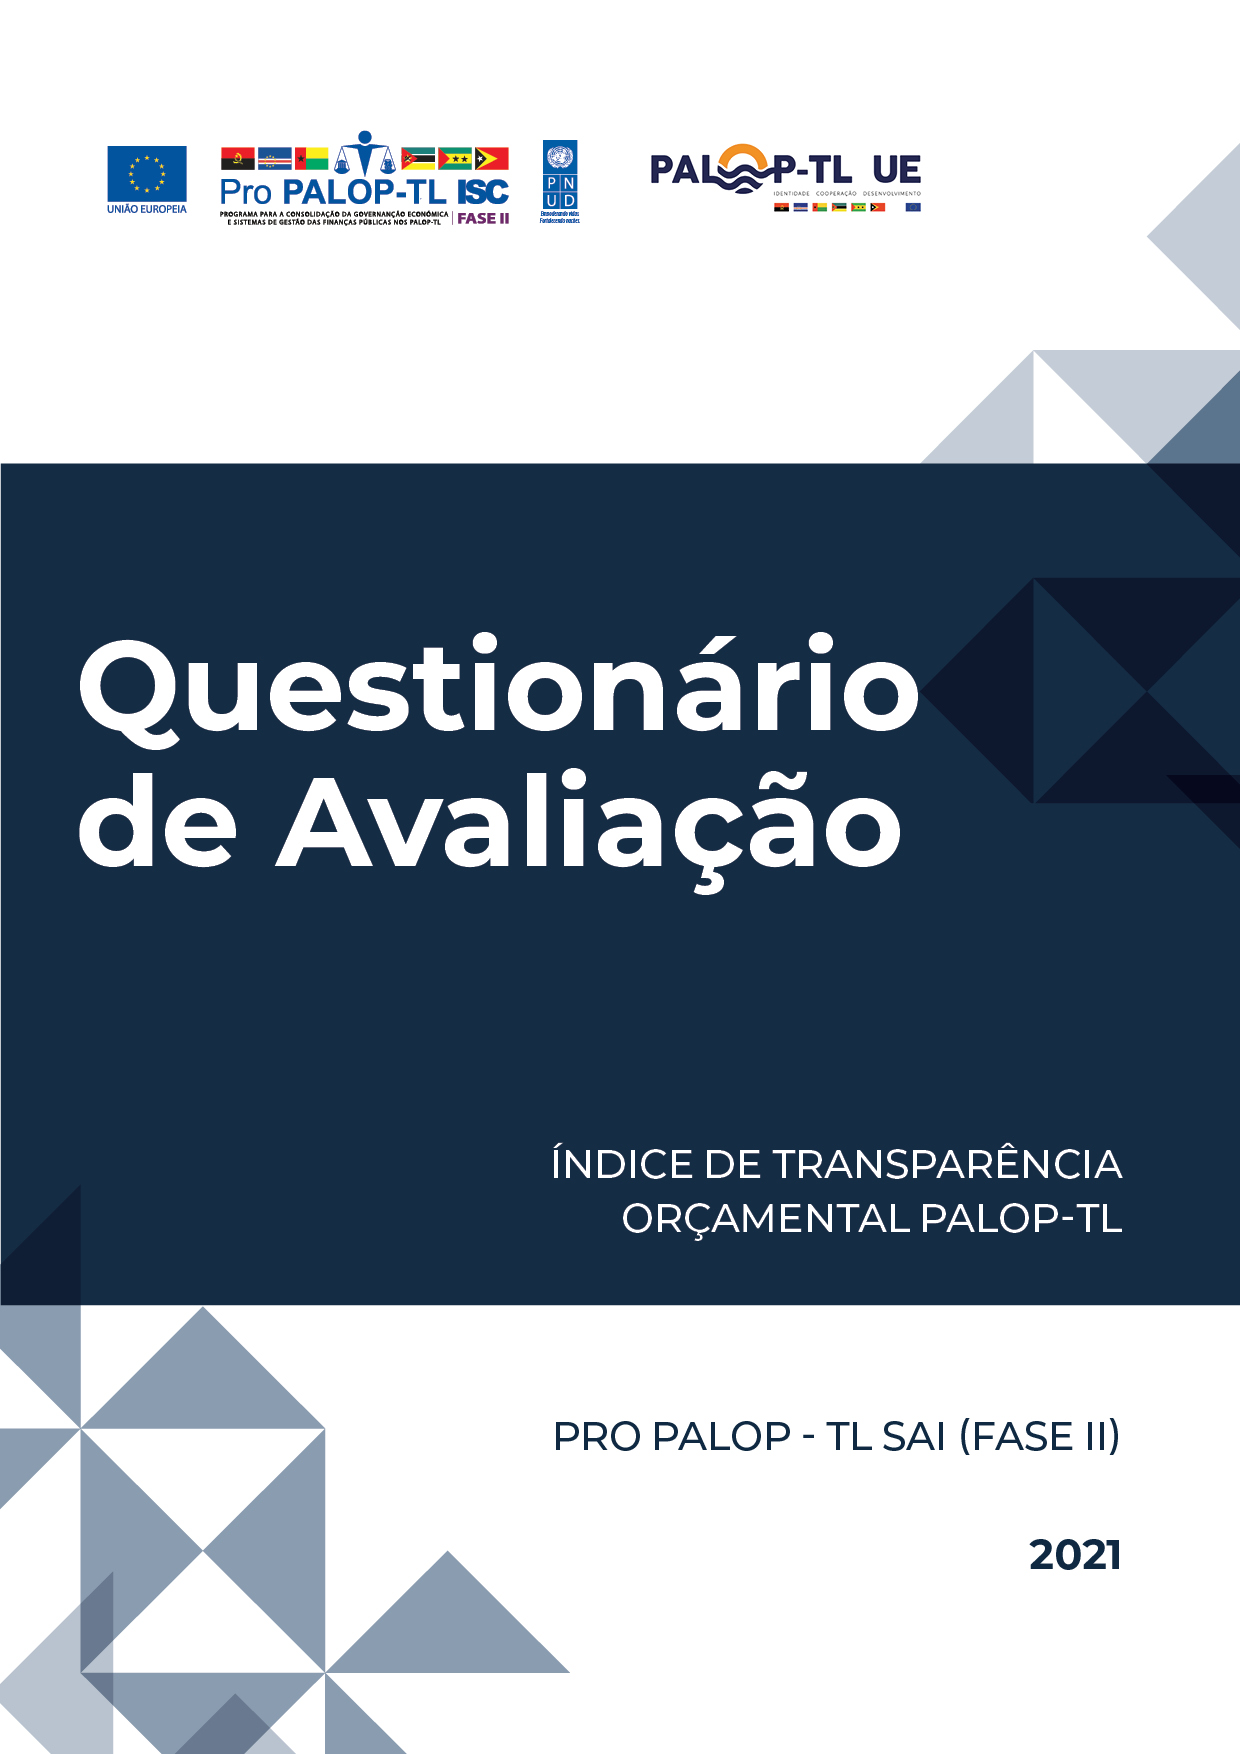 UNIÃO EUROPEIA
Pro PALOP-TL ISC
PROGRAMA PARA A CONSOLIDAÇÃO DA GOVERNANÇÃO ECONÓMICA
E SISTEMAS DE GESTÃO DAS FINANÇAS PÚBLICAS NOS PALOP-TL
FASE II
P N
U D
Empoderando vidas.
Fortalecendo nações.
PALOP-TL UE
IDENTIDADE COOPERAÇÃO DESENVOLVIMENTO
Questionário
de Avaliação
ÍNDICE DE TRANSPARÊNCIA
ORÇAMENTAL PALOP-TL
PRO PALOP - TL SAI (FASE II)
2021